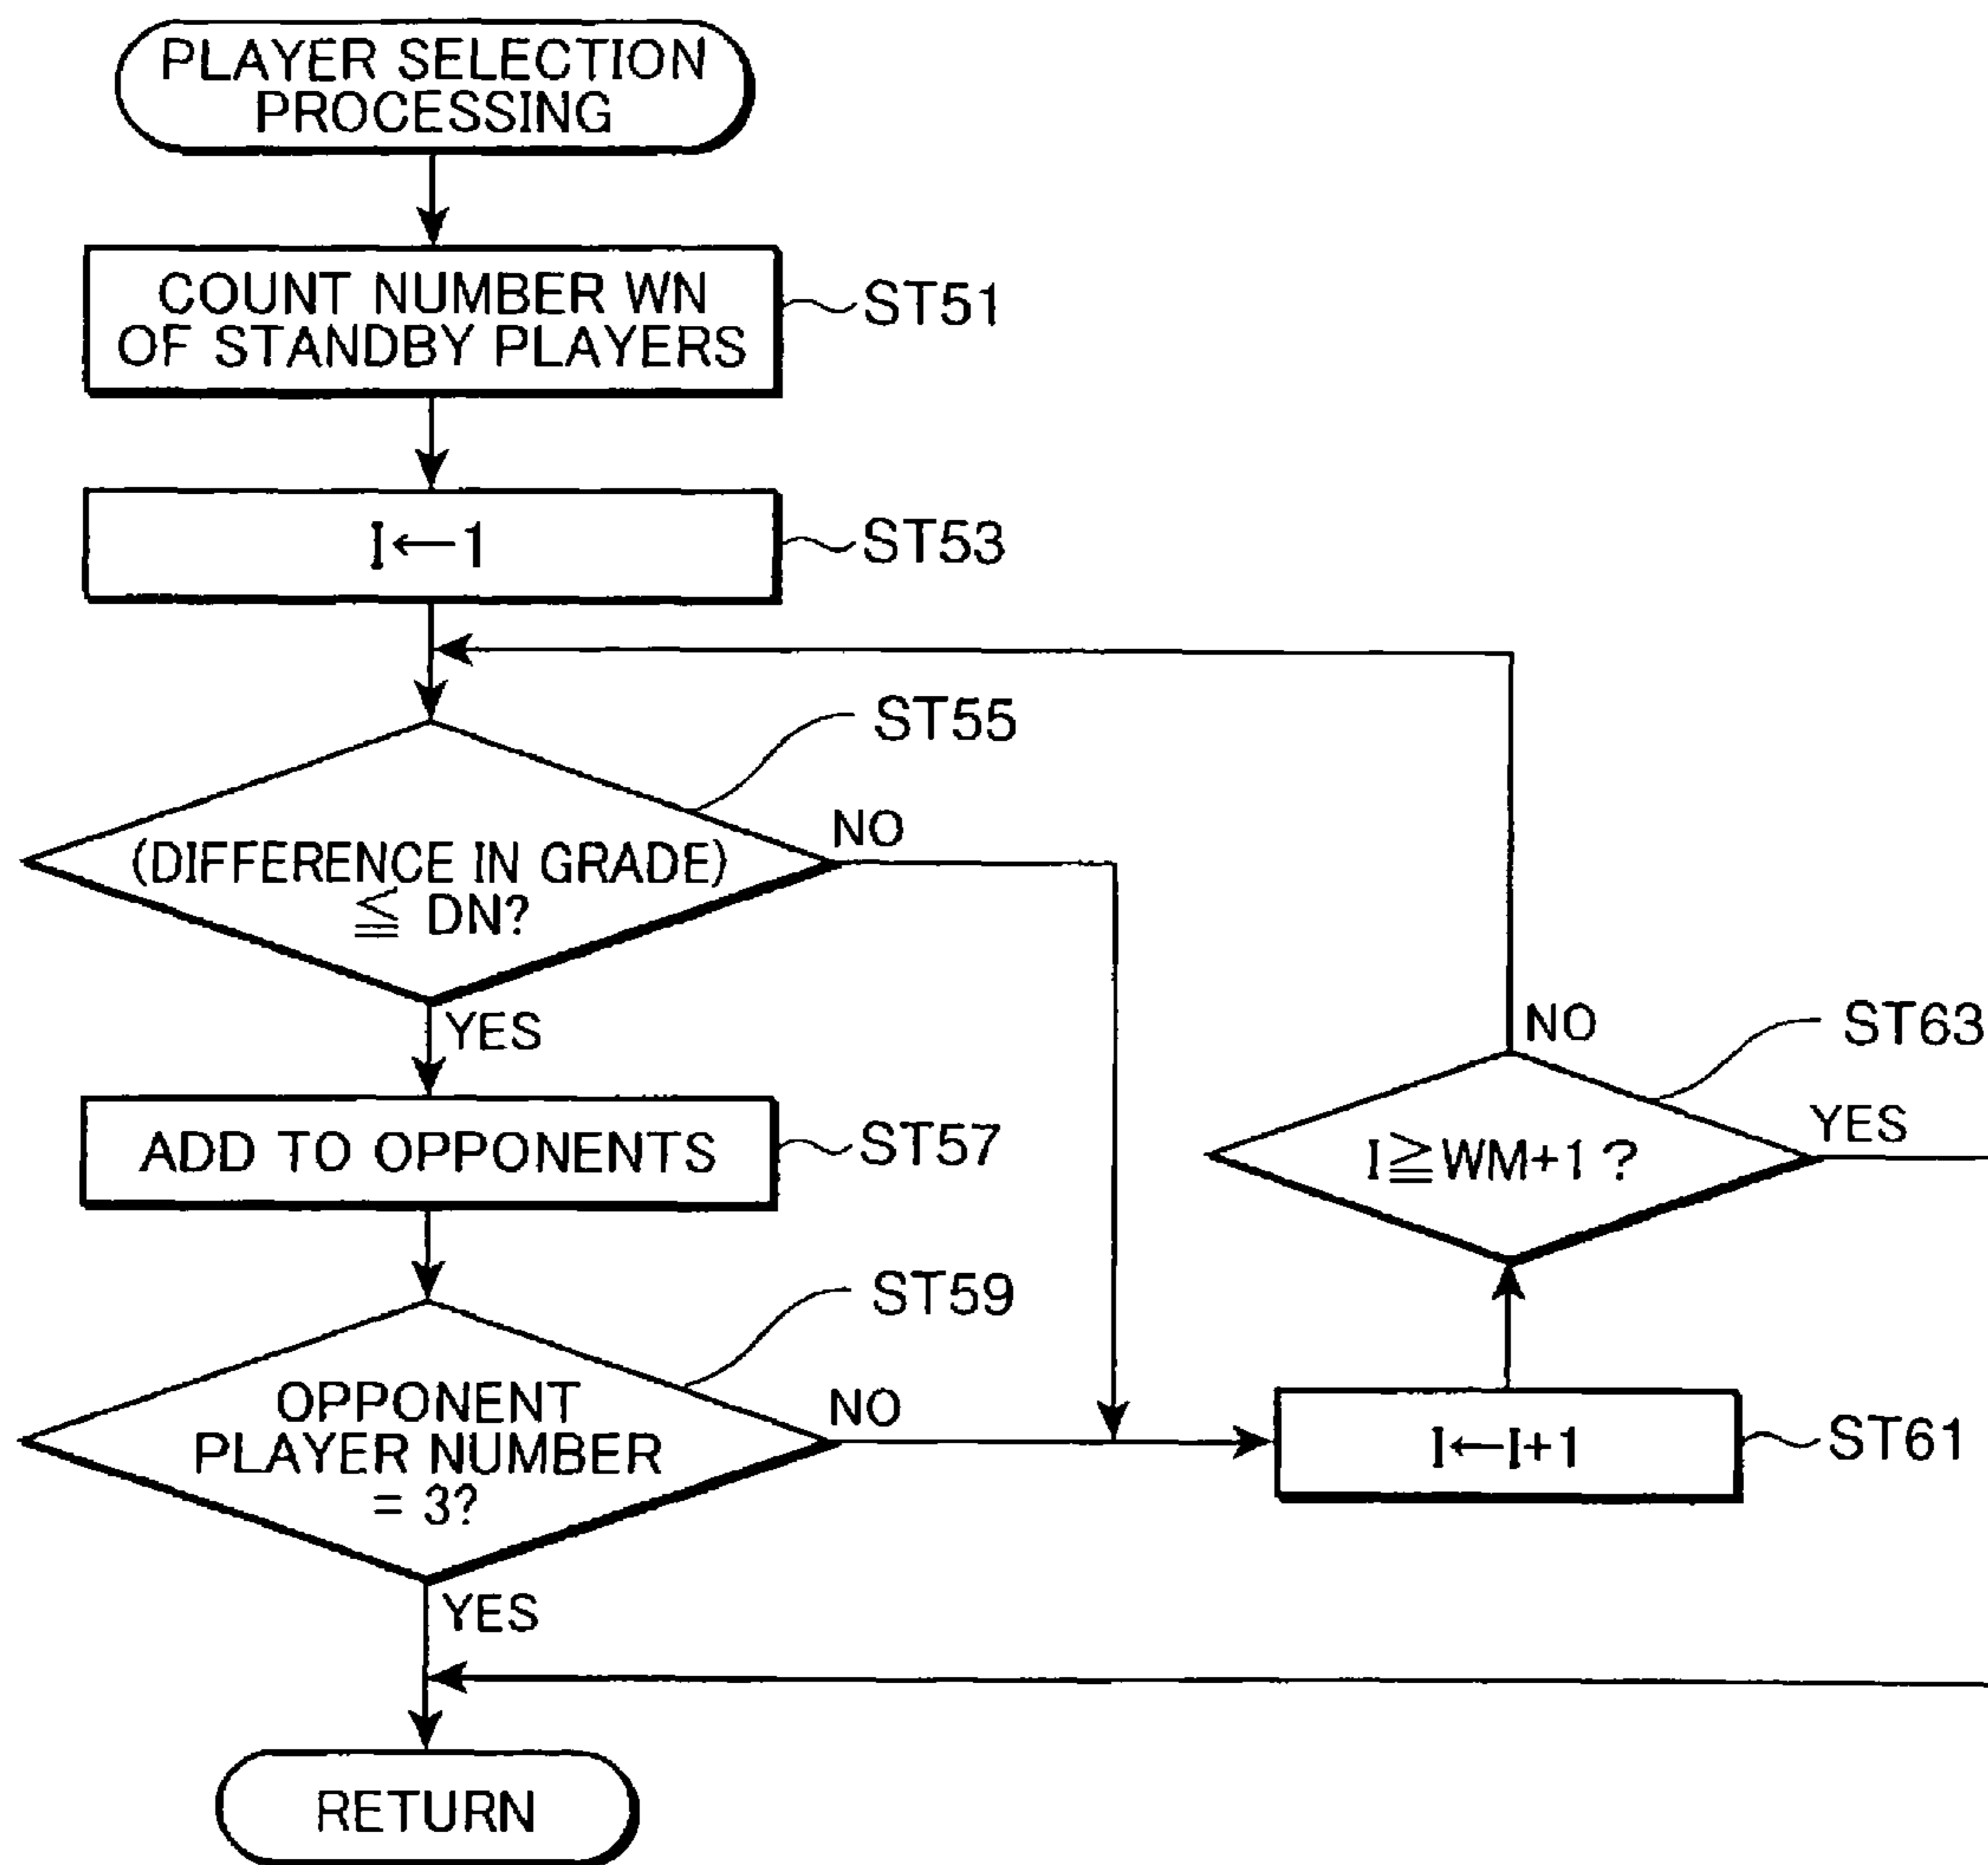 PLAYER SELECTION
PROCESSING
COUNT NUMBER WN
OF STANDBY PLAYERS
ST51
I←1
ST53
ST55
(DIFFERENCE IN GRADE)
≦ DN?
NO
YES
ADD TO OPPONENTS
ST57
ST59
OPPONENT
PLAYER NUMBER
= 3?
NO
YES
I←I+1
ST61
ST63
I≧WM+1 ?
NO
YES
RETURN